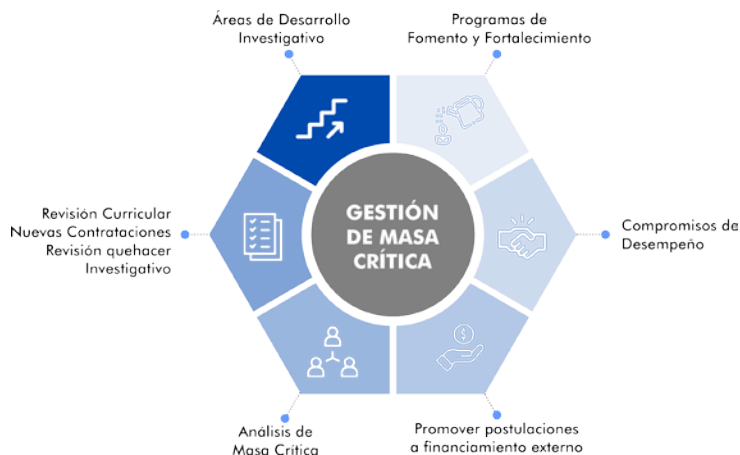 Áreas de Desarrollo
Investigativo
Programas de
Fomento y Fortalecimiento
Revisión Curricular
Nuevas Contrataciones
Revisión quehacer
Investigativo
GESTIÓN
DE MASA
CRÍTICA
Compromisos de
Desempeño
Análisis de
Masa Crítica
Promover postulaciones
a financiamiento externo